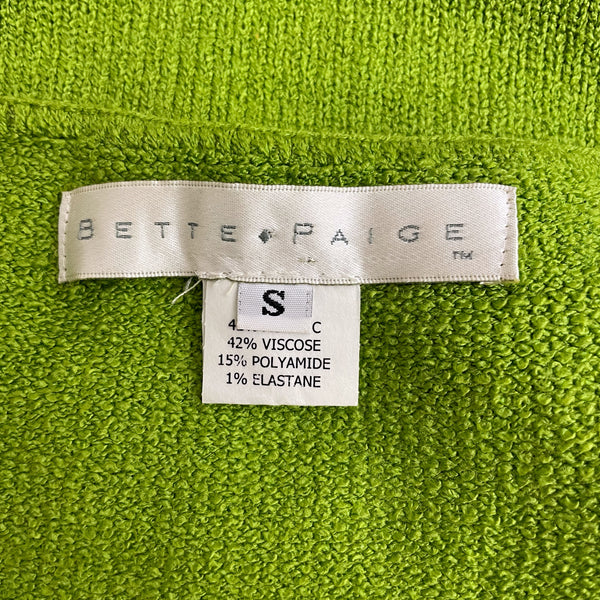 BETTE ♦ PAIGE
TM
S
42% VISCOSE
15% POLYAMIDE
1% ELASTANE